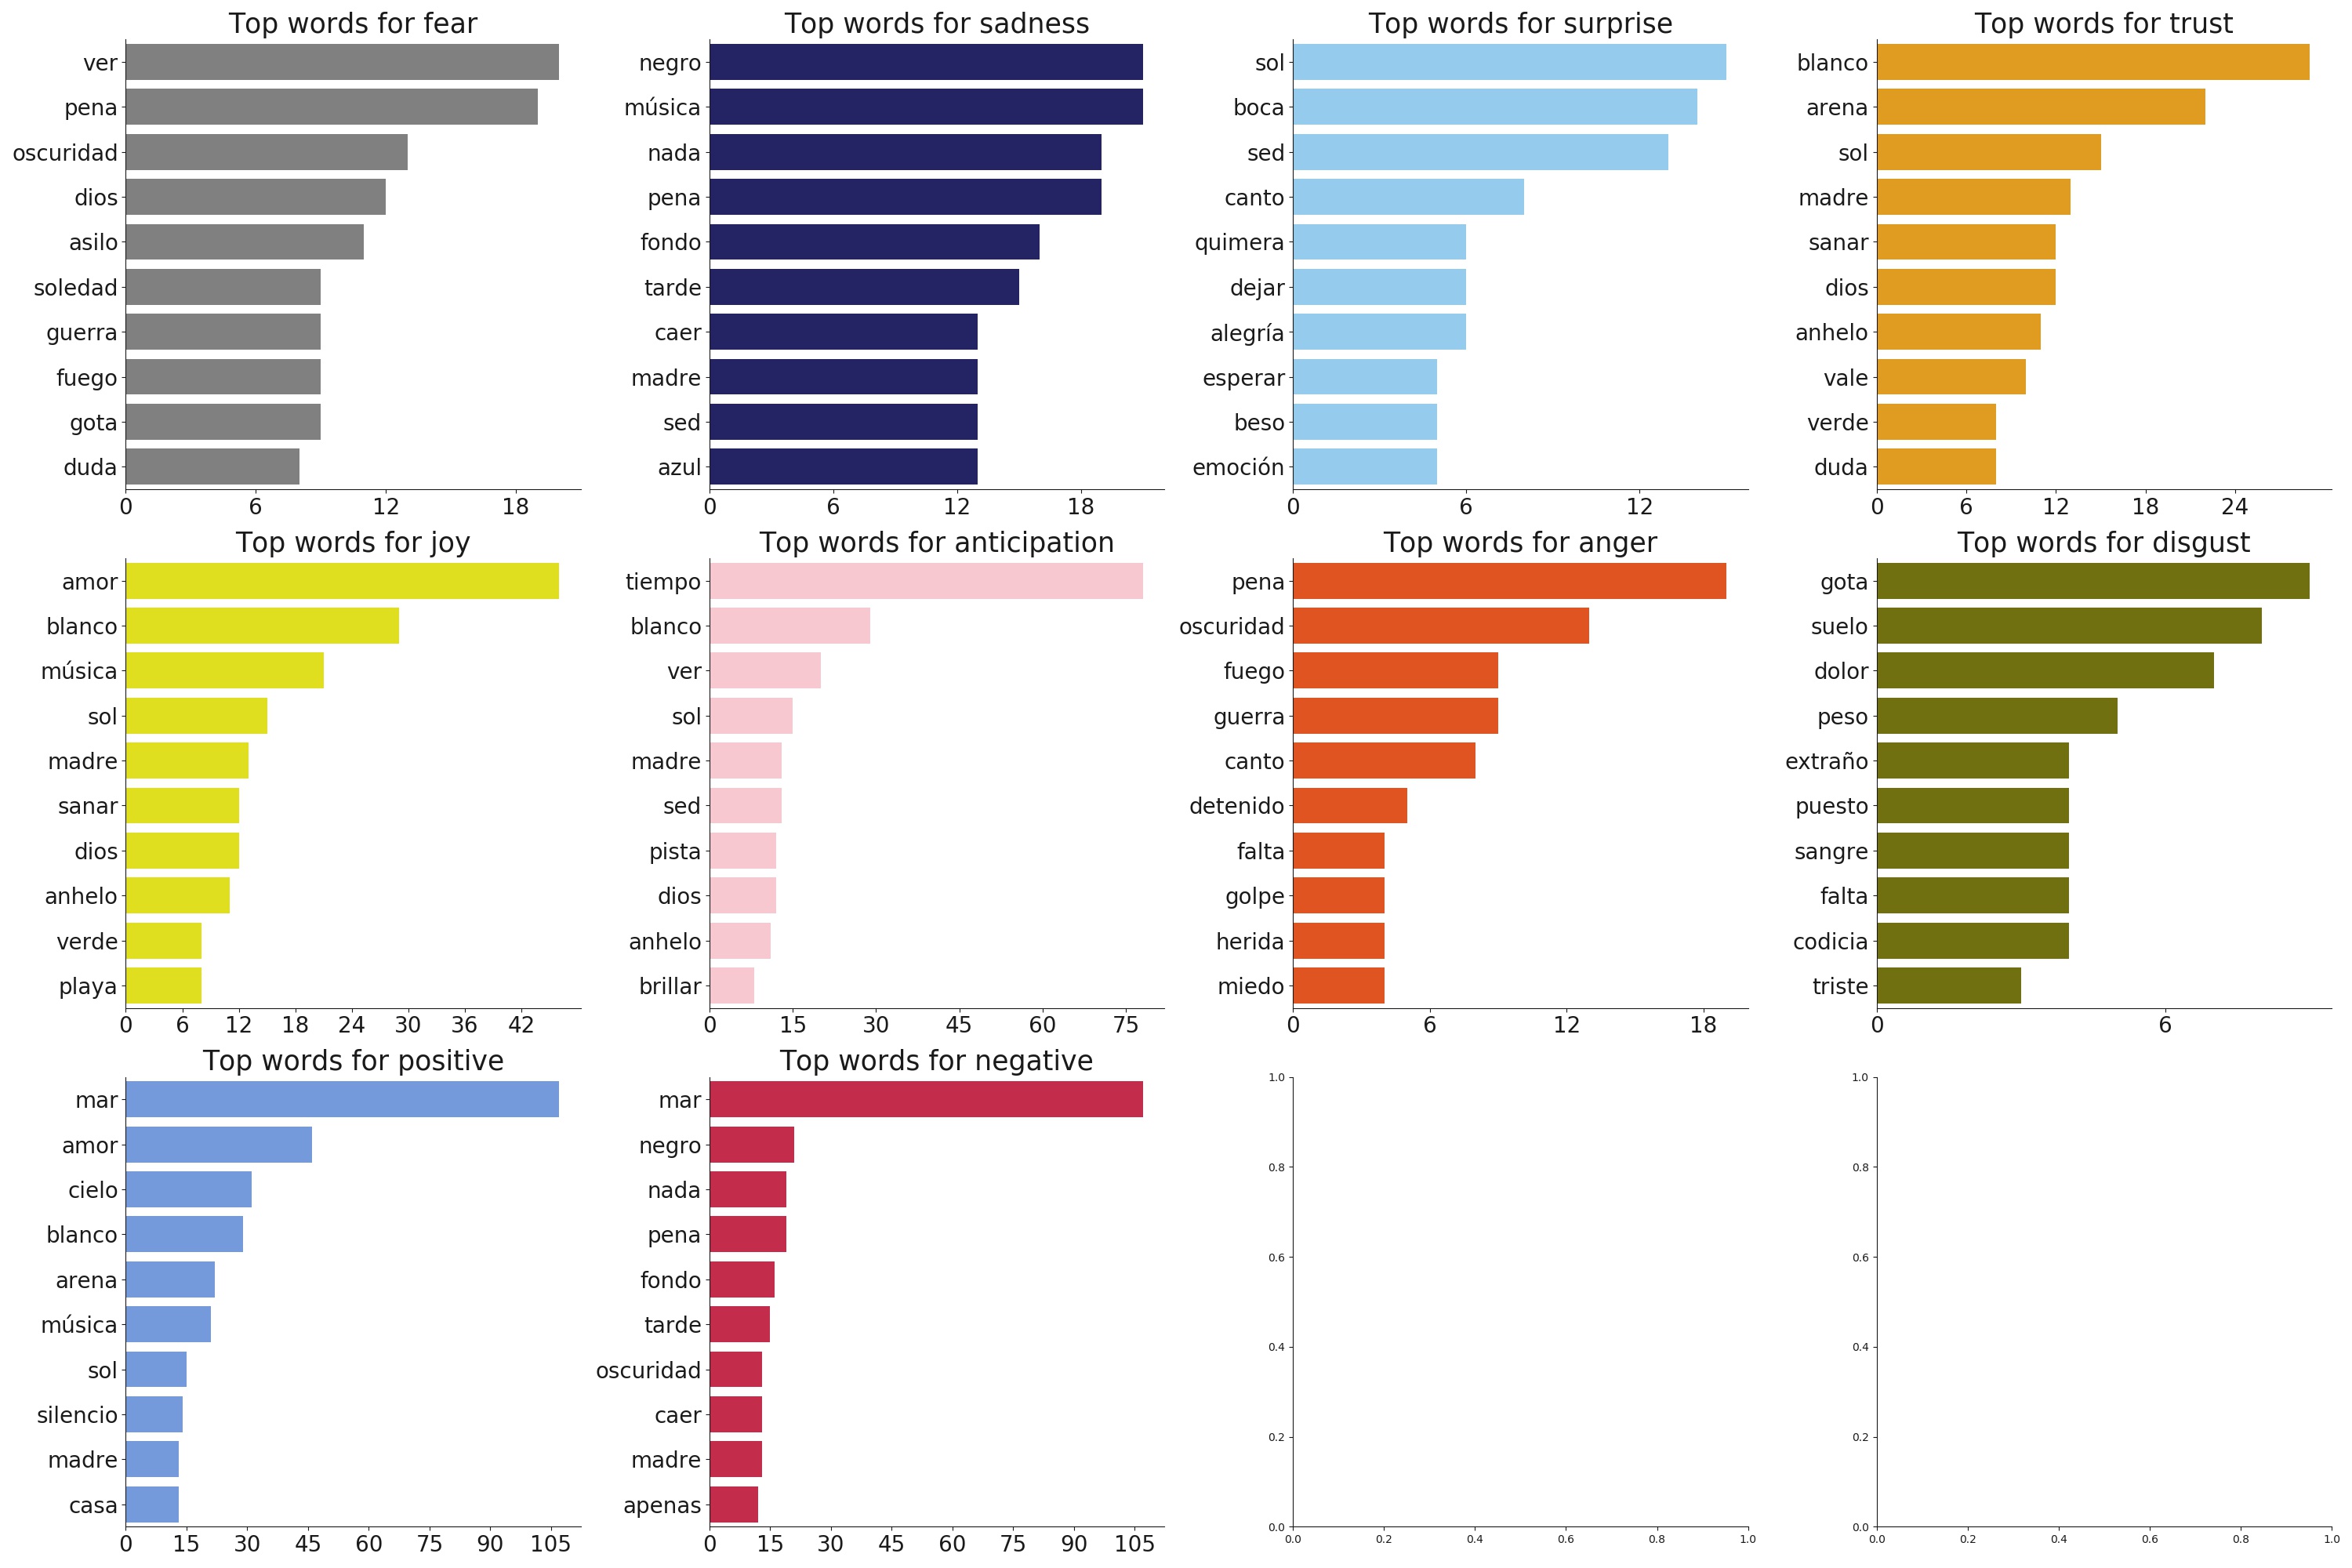 Top words for fear
ver
pena
oscuridad
dios
asilo
soledad
guerra
fuego
gota
duda
0 6 12 18
Top words for sadness
negro
música
nada
pena
fondo
tarde
caer
madre
sed
azul
0 6 12 18
Top words for surprise
sol
boca
sed
canto
quimera
dejar
alegría
esperar
beso
emoción
0 6 12
Top words for trust
blanco
arena
sol
madre
sanar
dios
anhelo
vale
verde
duda
0 6 12 18 24
Top words for joy
amor
blanco
música
sol
madre
sanar
dios
anhelo
verde
playa
0 6 12 18 24 30 36 42
Top words for anticipation
tiempo
blanco
ver
sol
madre
sed
pista
dios
anhelo
brillar
0 15 30 45 60 75
Top words for anger
pena
oscuridad
fuego
guerra
canto
detenido
falta
golpe
herida
miedo
0 6 12 18
Top words for disgust
gota
suelo
dolor
peso
extraño
puesto
sangre
falta
codicia
triste
0 6
Top words for positive
mar
amor
cielo
blanco
arena
música
sol
silencio
madre
casa
0 15 30 45 60 75 90 105
Top words for negative
mar
negro
nada
pena
fondo
tarde
oscuridad
caer
madre
apenas
0 15 30 45 60 75 90 105
1.0
0.8
0.6
0.4
0.2
0.0
0.0 0.2 0.4 0.6 0.8 1.0
1.0
0.8
0.6
0.4
0.2
0.0
0.0 0.2 0.4 0.6 0.8 1.0